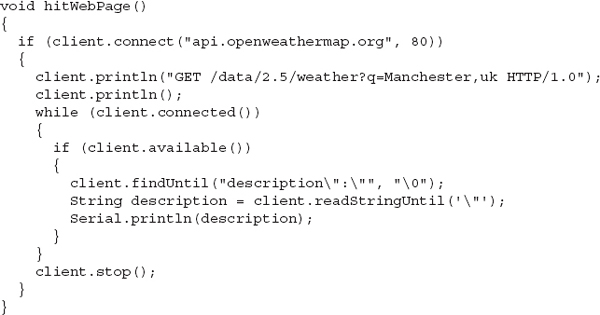 void hitWebPage()
{
  if (client.connect("api.openweathermap.org", 80))
  {
    client.println("GET /data/2.5/weather?q=Manchester,uk HTTP/1.0");
    client.println();
    while (client.connected())
    {
      if (client.available())
      {
        client.findUntil("description\":\"", "\0");
        String description = client.readStringUntil('\"');
        Serial.println(description);
      }
    }
    client.stop();
  }
}